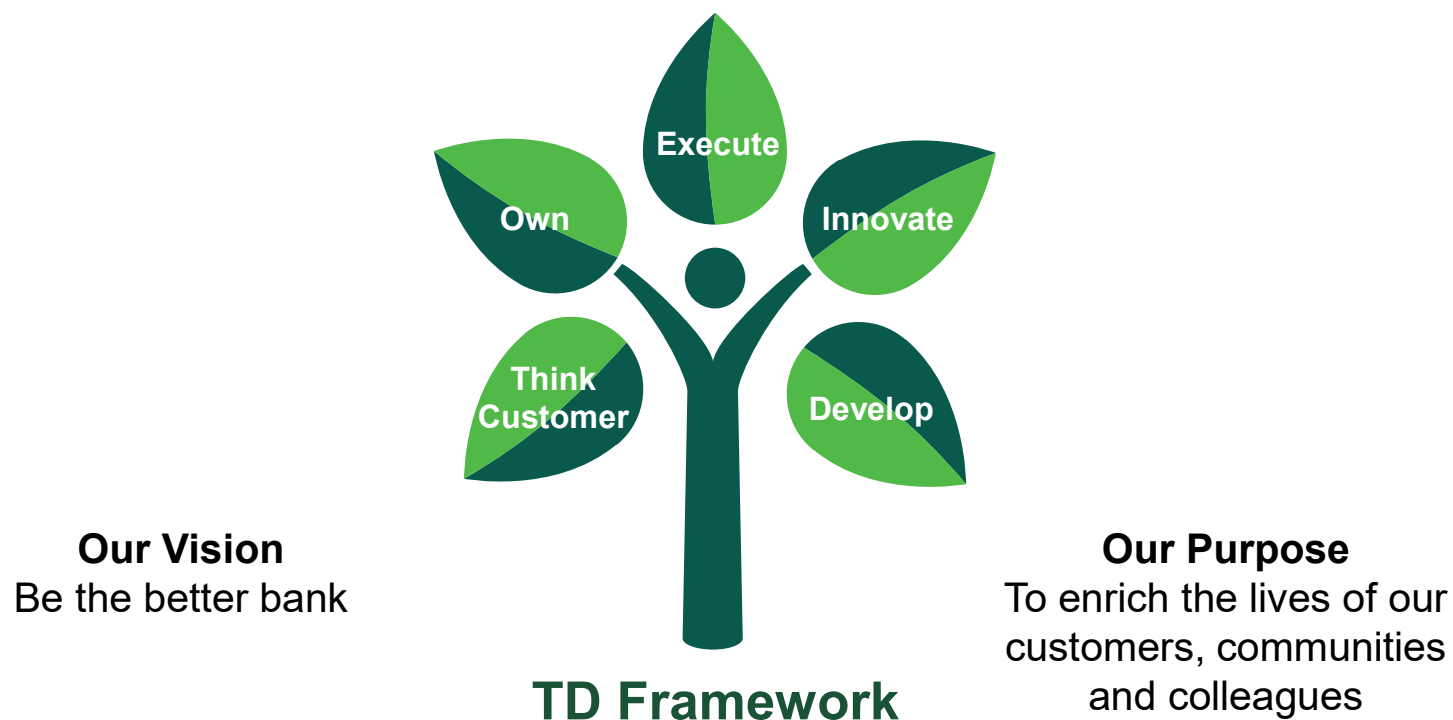 Execute
Own
Innovate
Think
Customer
Develop
Our Vision
Be the better bank
Our Purpose
To enrich the lives of our
customers, communities
and colleagues
TD Framework